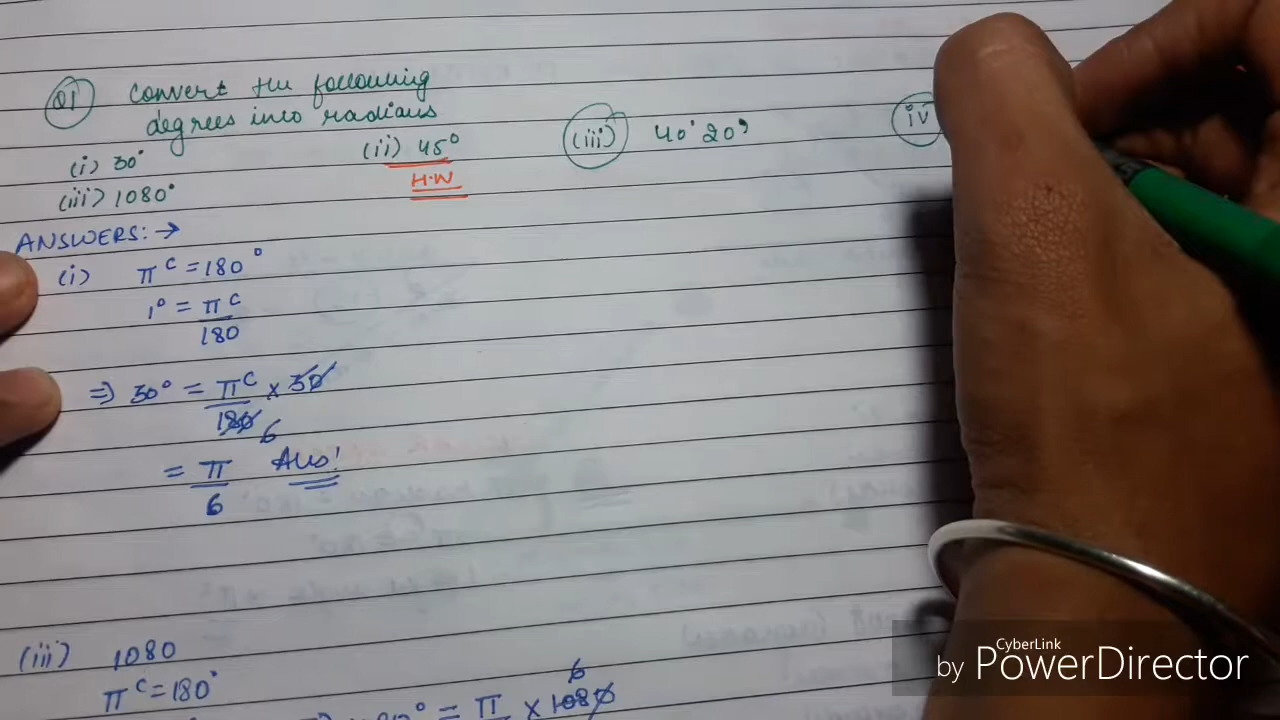 Q1 Convert the following
degrees into radians
(i) 30° (ii) 45° (iii) 40° 20' iv
(iii) 1080° H.W
ANSWERS:→
(i) π^c = 180°
1° = π^c
180
⇒ 30° = π^c × 30
180 6
= π Ans!
6
(iii) 1080
π^c = 180° 6
= π × 1080
CyberLink
by PowerDirector